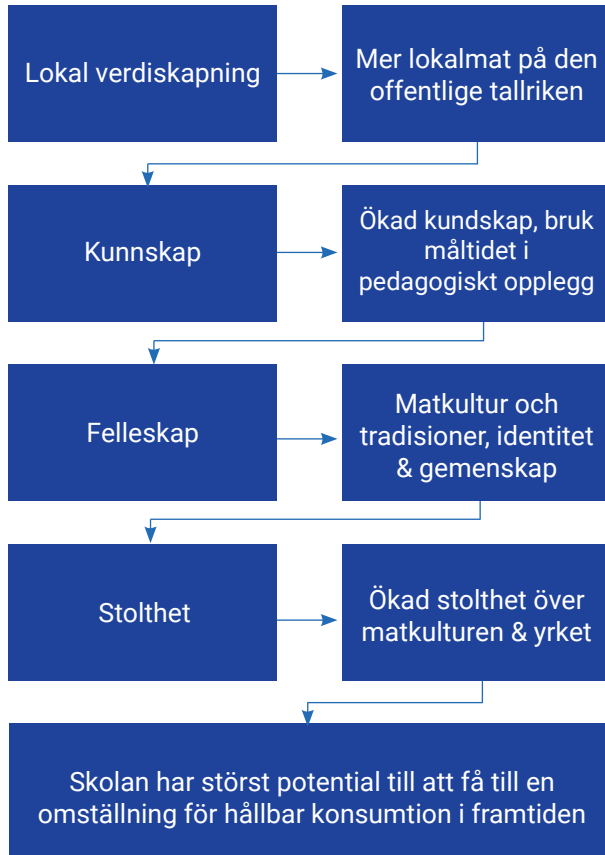 Lokal verdiskapning
Mer lokalmat på den
offentlige tallriken
Kunnskap
Ökad kundskap, bruk
måltidet i
pedagogiskt opplegg
Felleskap
Matkultur och
tradisioner, identitet
& gemenskap
Stolthet
Ökad stolthet över
matkulturen & yrket
Skolan har störst potential till att få till en
omställning för hållbar konsumtion i framtiden